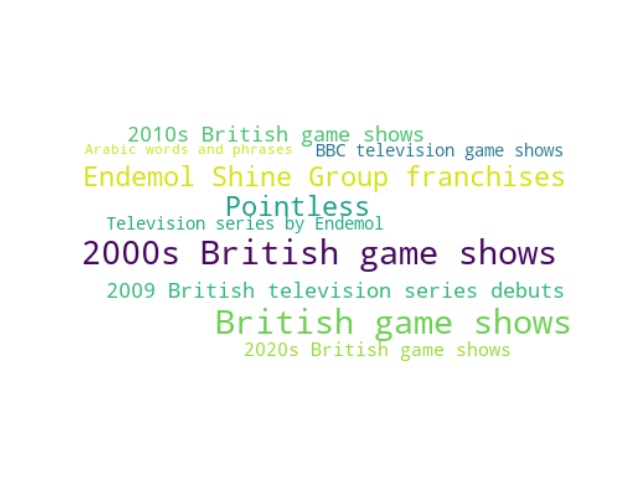 2010s British game shows
Arabic words and phrases
BBC television game shows
Endemol Shine Group franchises
Pointless
Television series by Endemol
2000s British game shows
2009 British television series debuts
British game shows
2020s British game shows